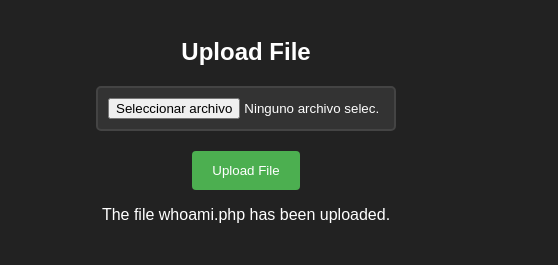 Upload File
Seleccionar archivo Ninguno archivo selec.
Upload File
The file whoami.php has been uploaded.